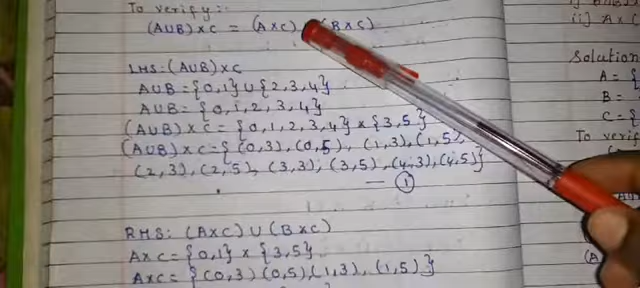 To verify:-
(AUB) × C = (A×C) (B×C)
LHS: (AUB)×C
AUB = {0,1} U {2,3,4}
AUB = {0,1,2,3,4}
(AUB)×C = {0,1,2,3,4} × {3,5}
(AUB)×C = {(0,3), (0,5), (1,3), (1,5),
(2,3), (2,5), (3,3), (3,5), (4,3), (4,5)}
— ①
RHS: (A×C) U (B×C)
A×C = {0,1} × {3,5}
A×C = {(0,3) (0,5), (1,3), (1,5)}
ii] A×
Solution
A = {
B =
C = {
To verif